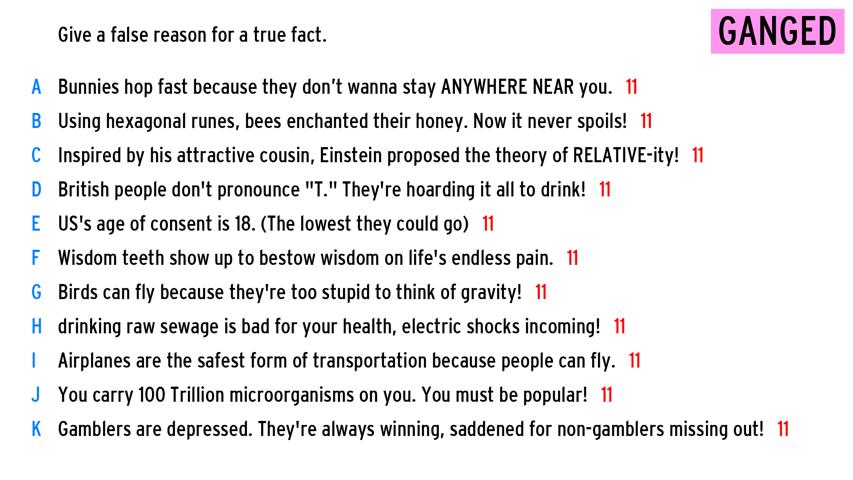 Give a false reason for a true fact.
GANGED
A Bunnies hop fast because they don't wanna stay ANYWHERE NEAR you. 11
B Using hexagonal runes, bees enchanted their honey. Now it never spoils! 11
C Inspired by his attractive cousin, Einstein proposed the theory of RELATIVE-ity! 11
D British people don't pronounce "T." They're hoarding it all to drink! 11
E US's age of consent is 18. (The lowest they could go) 11
F Wisdom teeth show up to bestow wisdom on life's endless pain. 11
G Birds can fly because they're too stupid to think of gravity! 11
H drinking raw sewage is bad for your health, electric shocks incoming! 11
I Airplanes are the safest form of transportation because people can fly. 11
J You carry 100 Trillion microorganisms on you. You must be popular! 11
K Gamblers are depressed. They're always winning, saddened for non-gamblers missing out! 11